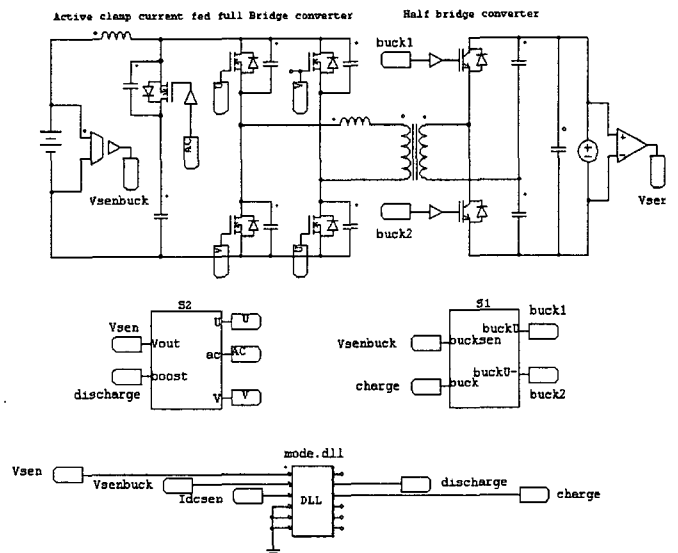 Active clamp current fed full Bridge converter
Half bridge converter
buck1
U
V
AC
Vsenbuck
Vser
buck2
V
U
S2
S1
Vsen
Vout
U
U
ac
AC
boost
discharge
V
V
buck1
Vsenbuck
bucksen
buckU
charge
buck
buckU-
buck2
mode.dll
Vsen
Vsenbuck
Idcsen
DLL
discharge
charge